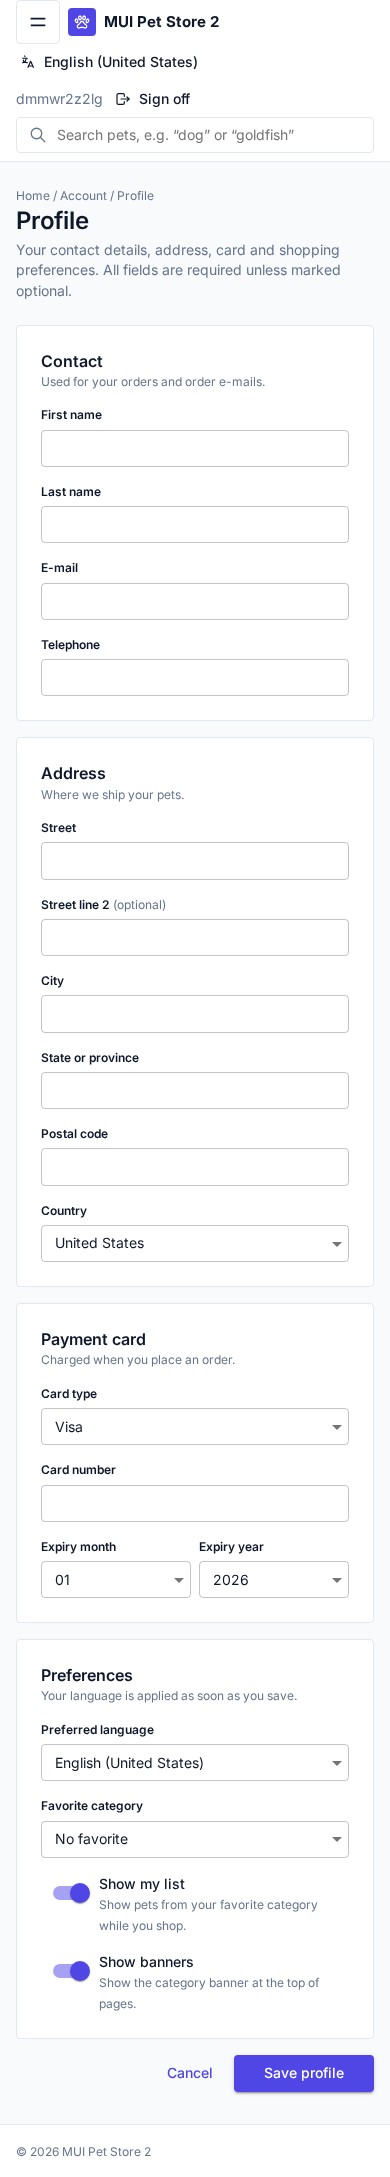 MUI Pet Store 2
English (United States)
dmmwr2z2lg Sign off
Search pets, e.g. “dog” or “goldfish”
Home / Account / Profile
Profile
Your contact details, address, card and shopping
preferences. All fields are required unless marked
optional.
Contact
Used for your orders and order e-mails.
First name
Last name
E-mail
Telephone
Address
Where we ship your pets.
Street
Street line 2 (optional)
City
State or province
Postal code
Country
United States
Payment card
Charged when you place an order.
Card type
Visa
Card number
Expiry month Expiry year
01 2026
Preferences
Your language is applied as soon as you save.
Preferred language
English (United States)
Favorite category
No favorite
Show my list
Show pets from your favorite category
while you shop.
Show banners
Show the category banner at the top of
pages.
Cancel Save profile
© 2026 MUI Pet Store 2